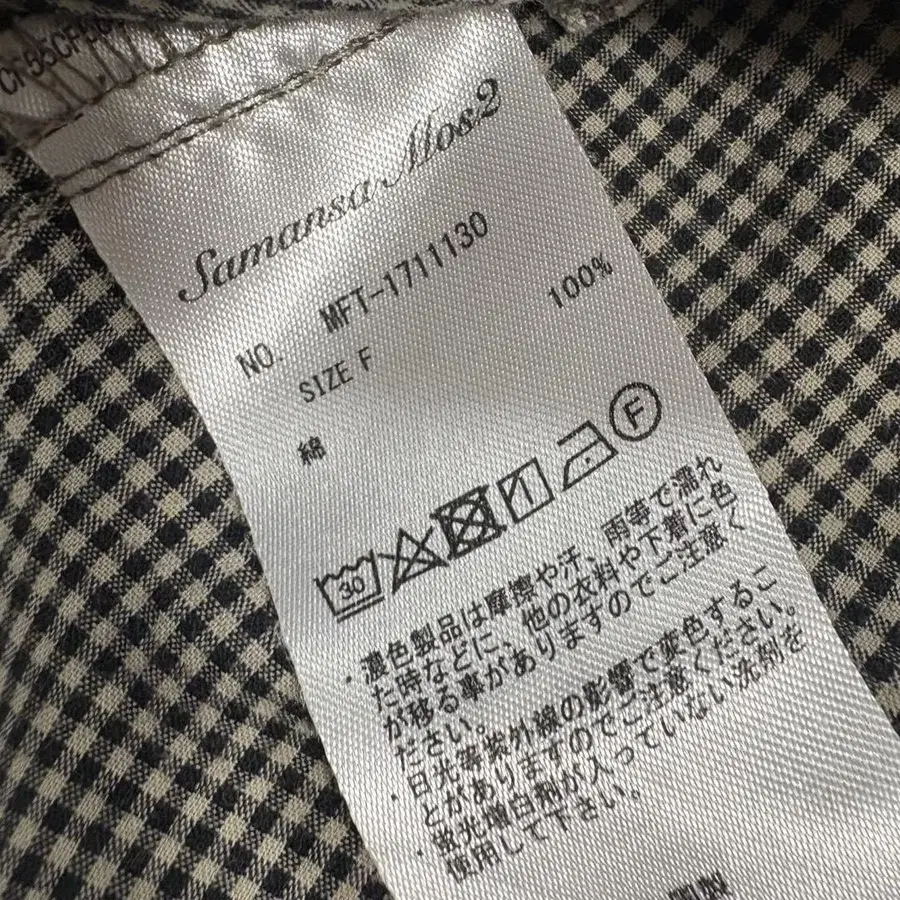 Samansa Mos2
NO. MFT-1711130
SIZE F
綿 100%
30
F
・濃色製品は摩擦や汗、雨等で濡れ
た時などに、他の衣料や下着に色
が移る事がありますのでご注意く
ださい。
・日光等紫外線の影響で変色するこ
とがありますのでご注意ください。
・蛍光増白剤が入っていない洗剤を
使用して下さい。